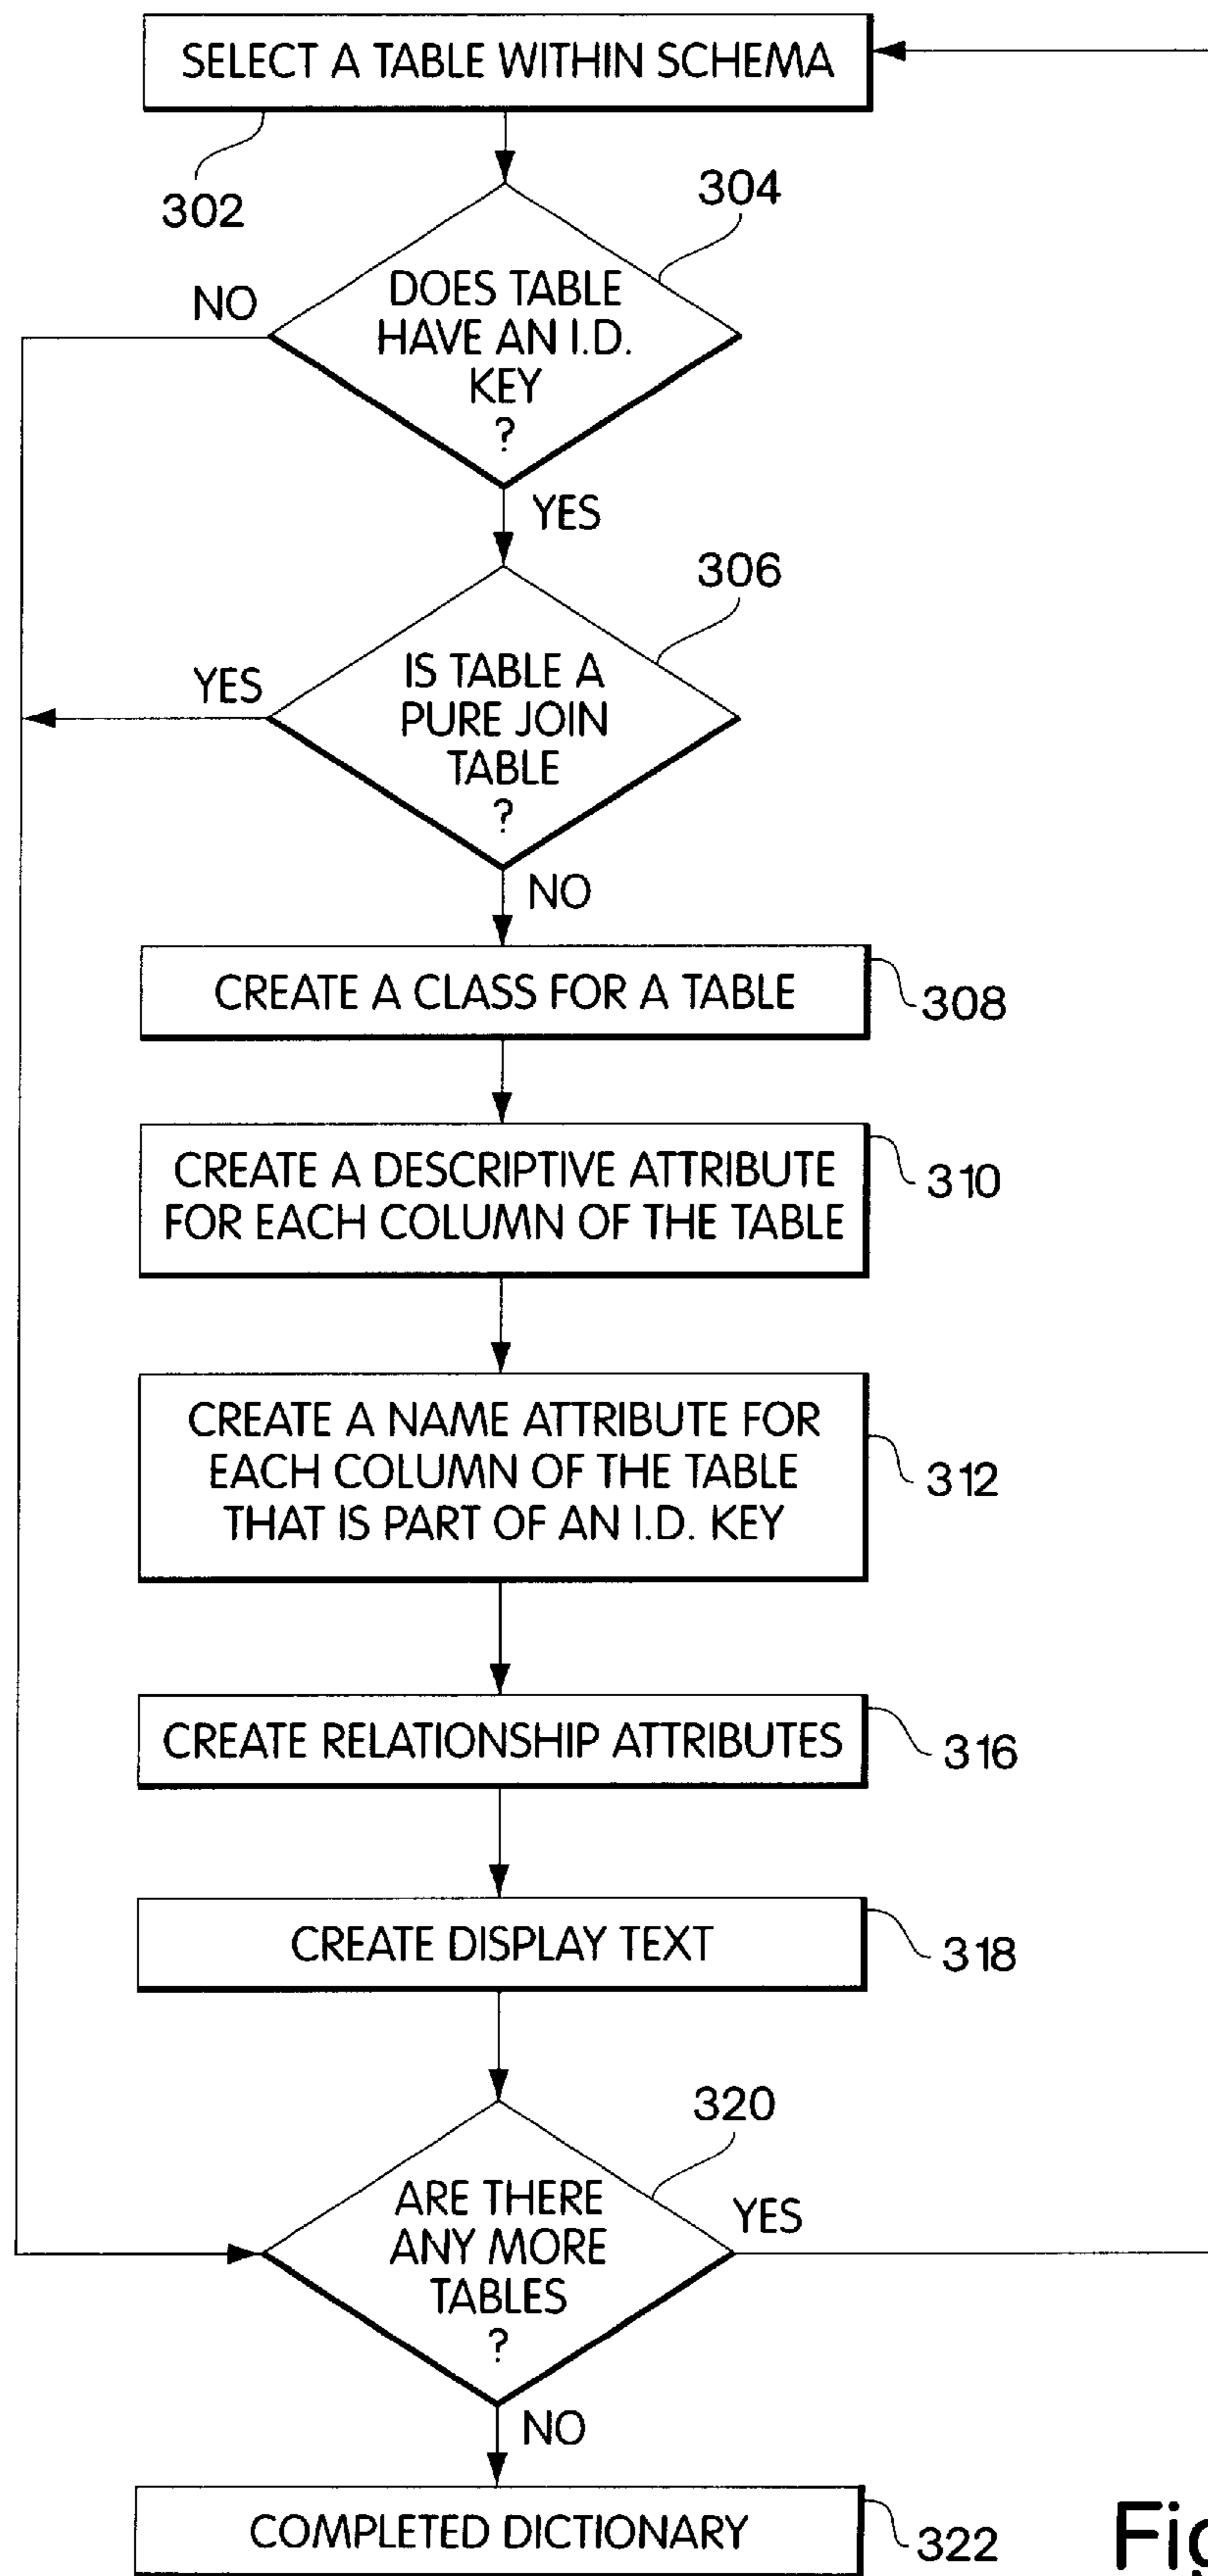 SELECT A TABLE WITHIN SCHEMA
302
304
NO
DOES TABLE
HAVE AN I.D.
KEY
?
YES
306
YES
IS TABLE A
PURE JOIN
TABLE
?
NO
CREATE A CLASS FOR A TABLE
308
CREATE A DESCRIPTIVE ATTRIBUTE
FOR EACH COLUMN OF THE TABLE
310
CREATE A NAME ATTRIBUTE FOR
EACH COLUMN OF THE TABLE
THAT IS PART OF AN I.D. KEY
312
CREATE RELATIONSHIP ATTRIBUTES
316
CREATE DISPLAY TEXT
318
320
ARE THERE
ANY MORE
TABLES
?
YES
NO
COMPLETED DICTIONARY
322